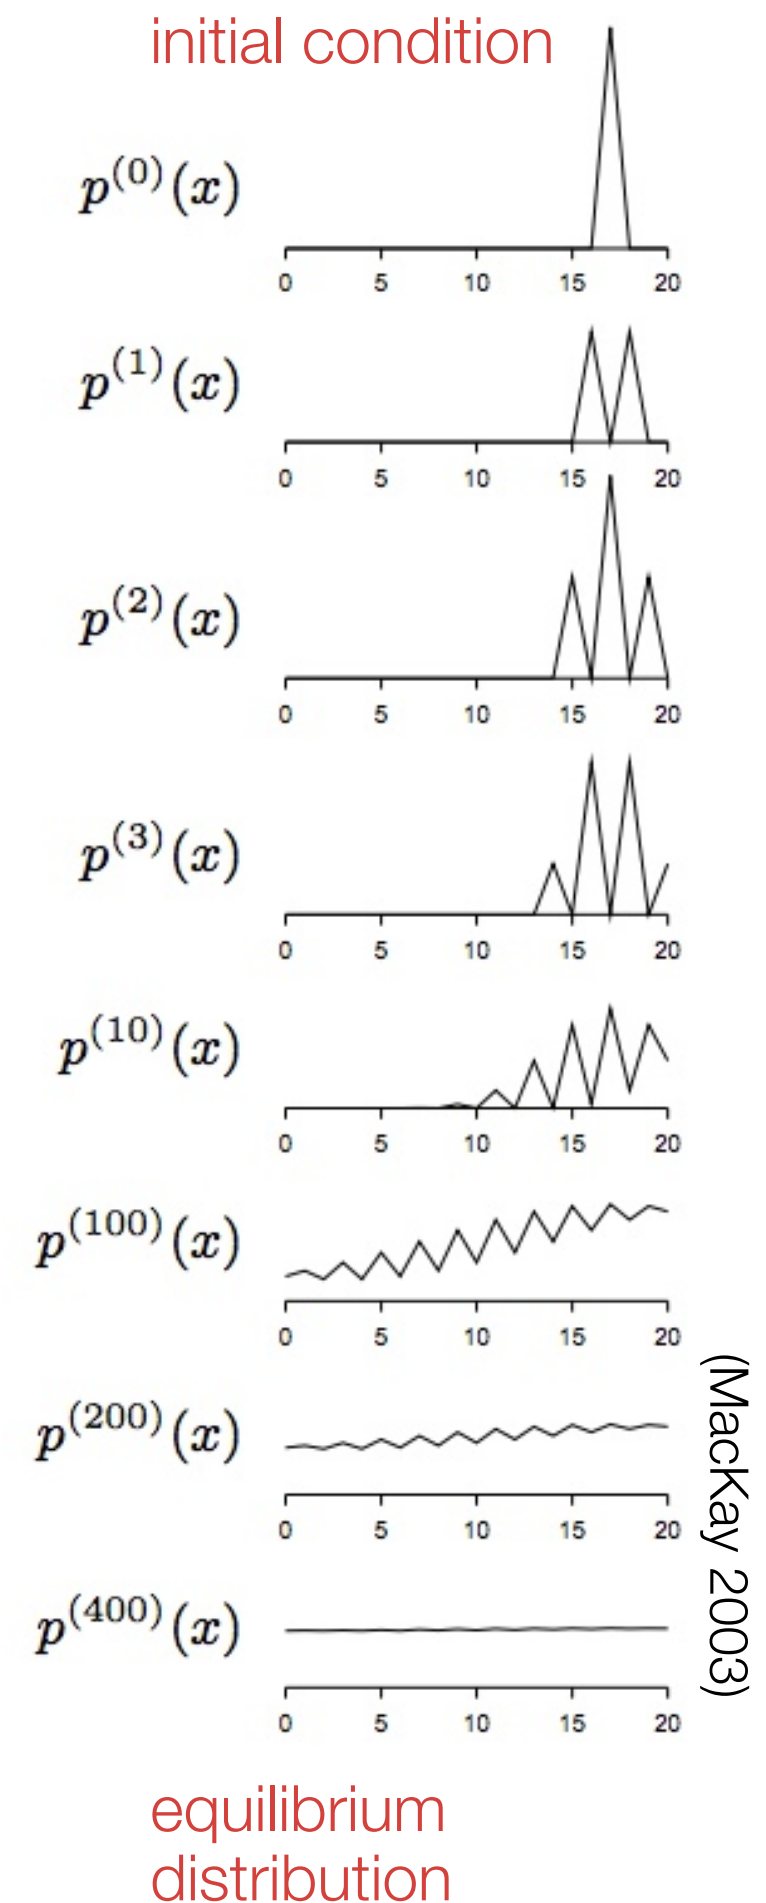 initial condition
p^{(0)}(x)
0 5 10 15 20
p^{(1)}(x)
0 5 10 15 20
p^{(2)}(x)
0 5 10 15 20
p^{(3)}(x)
0 5 10 15 20
p^{(10)}(x)
0 5 10 15 20
p^{(100)}(x)
0 5 10 15 20
p^{(200)}(x)
0 5 10 15 20
p^{(400)}(x)
0 5 10 15 20
(MacKay 2003)
equilibrium
distribution